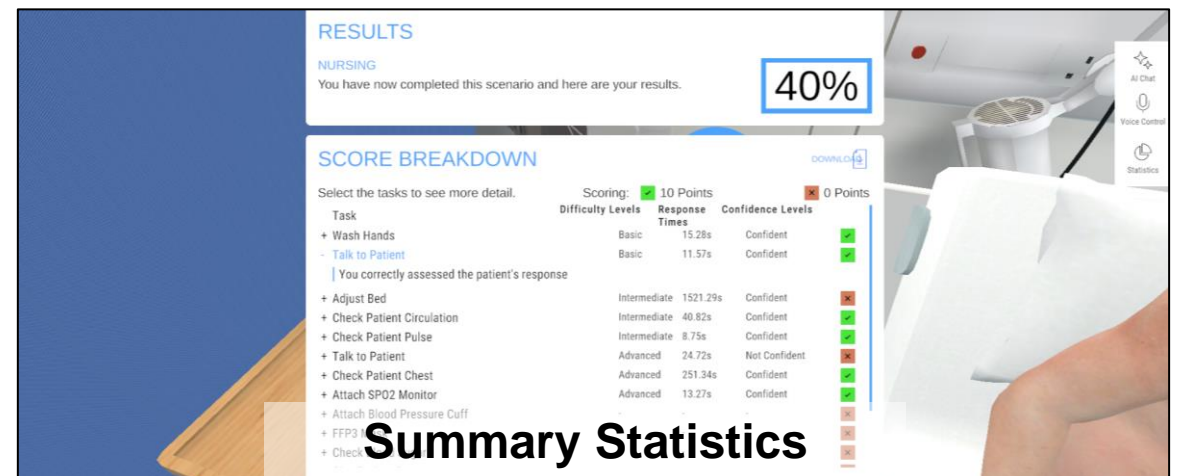 RESULTS
NURSING
You have now completed this scenario and here are your results.
40%
AI Chat
Voice Control
Statistics
SCORE BREAKDOWN
DOWNLOAD
Select the tasks to see more detail. Scoring: 10 Points 0 Points
Task Difficulty Levels Response Times Confidence Levels
+ Wash Hands Basic 15.28s Confident
- Talk to Patient Basic 11.57s Confident
You correctly assessed the patient's response
+ Adjust Bed Intermediate 1521.29s Confident
+ Check Patient Circulation Intermediate 40.82s Confident
+ Check Patient Pulse Intermediate 8.75s Confident
+ Talk to Patient Advanced 24.72s Not Confident
+ Check Patient Chest Advanced 251.34s Confident
+ Attach SPO2 Monitor Advanced 13.27s Confident
+ Attach Blood Pressure Cuff - - -
+ FFP3
+ Check
Summary Statistics